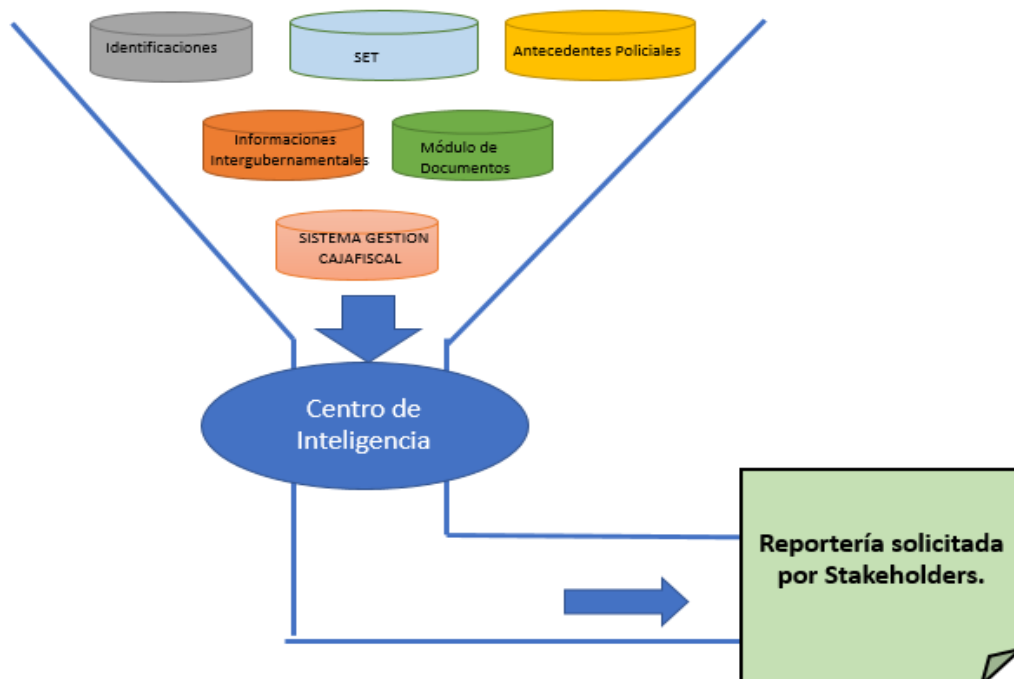 Identificaciones
SET
Antecedentes Policiales
Informaciones
Intergubernamentales
Módulo de
Documentos
SISTEMA GESTION
CAJAFISCAL
Centro de
Inteligencia
Reportería solicitada
por Stakeholders.